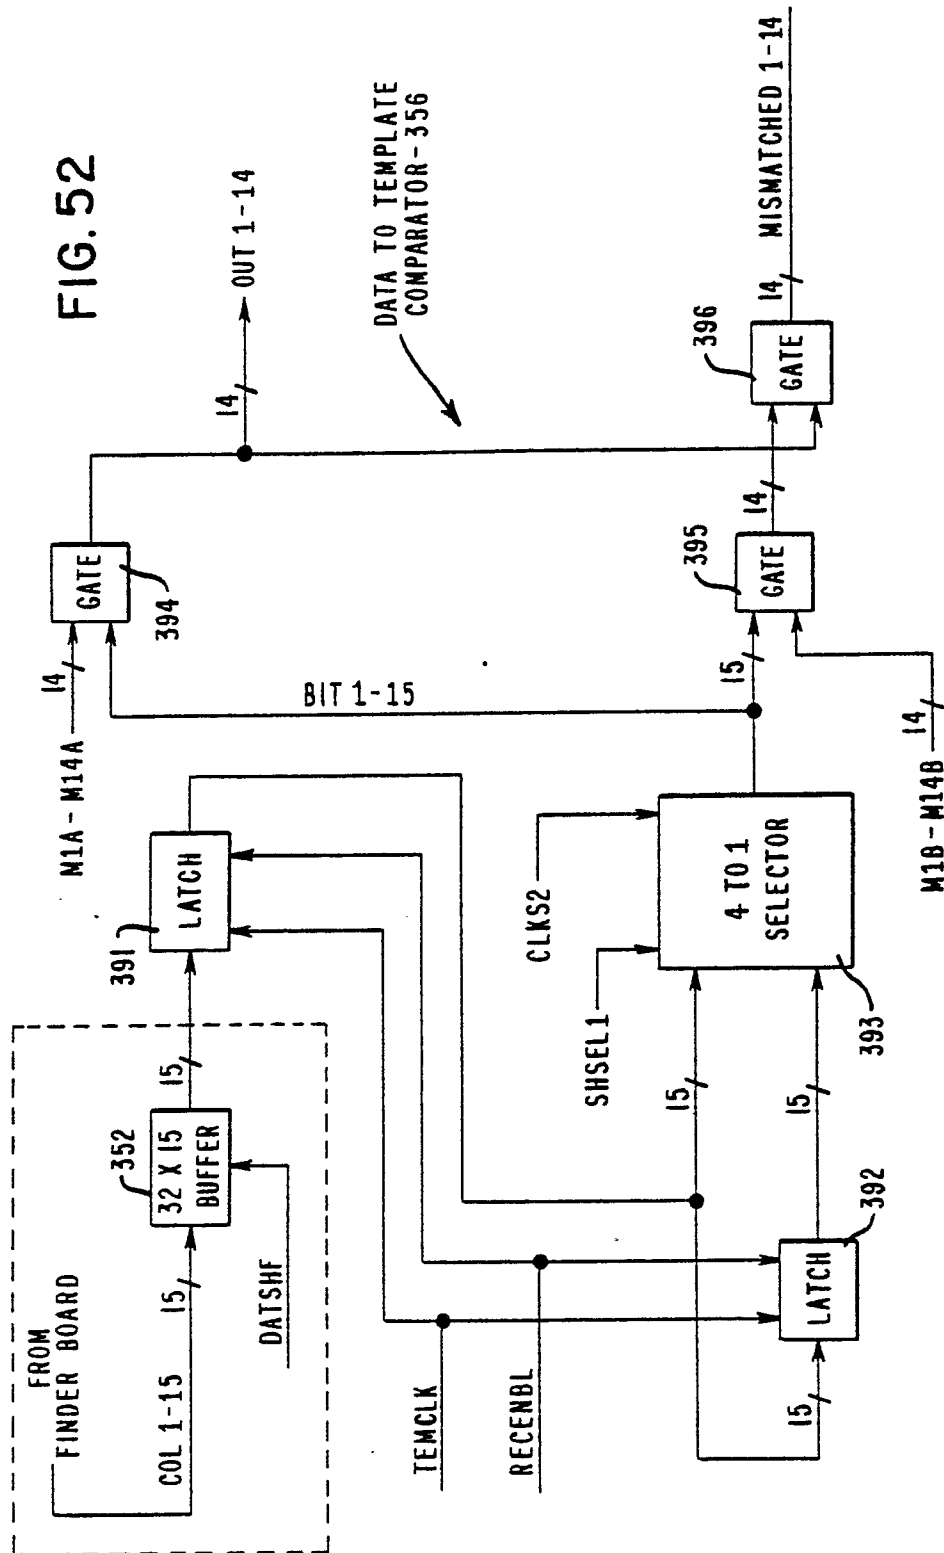 FIG. 52
FROM
FINDER BOARD
COL 1-15
15
352
32 X 15
BUFFER
DATSHF
15
391
LATCH
M1A-M14A
14
GATE
394
14
OUT 1-14
DATA TO TEMPLATE
COMPARATOR-356
BIT 1-15
TEMCLK
RECENBL
SHSEL1
CLKS2
15
LATCH
392
15
15
4 TO 1
SELECTOR
393
15
M1B-M14B
14
GATE
395
14
GATE
396
14
MISMATCHED 1-14